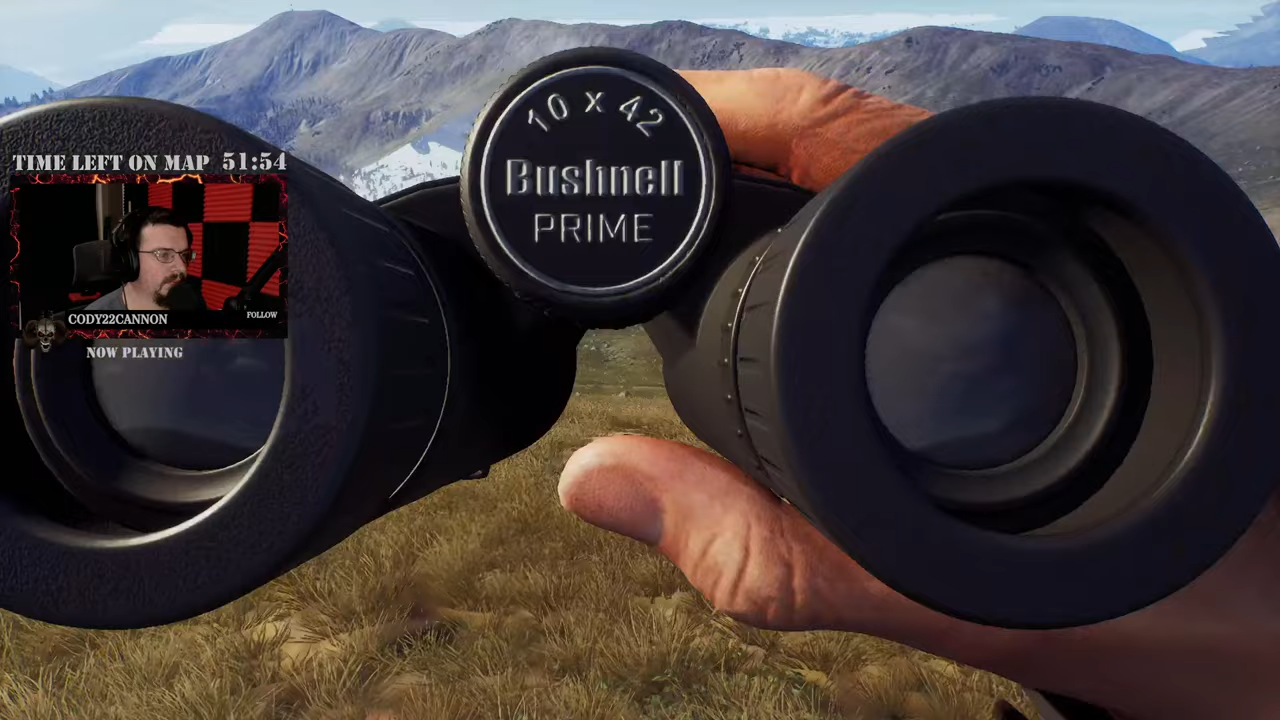 10 x 42
Bushnell
PRIME
TIME LEFT ON MAP 51:54
CODY22CANNON
FOLLOW
NOW PLAYING